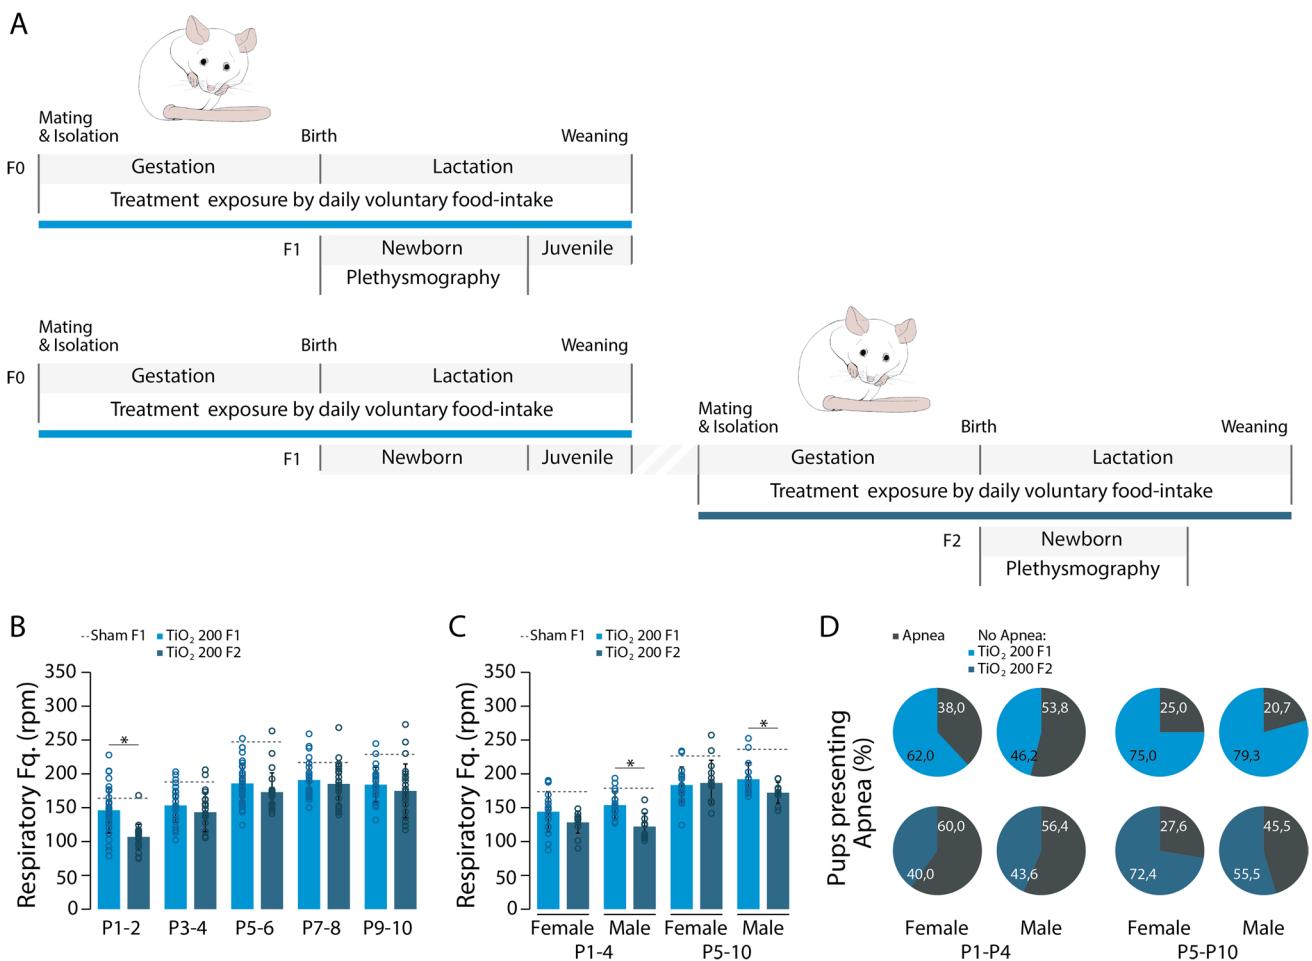 A
Mating
& Isolation
Birth
Weaning
F0
Gestation
Lactation
Treatment exposure by daily voluntary food-intake
F1
Newborn
Juvenile
Plethysmography
Mating
& Isolation
Birth
Weaning
F0
Gestation
Lactation
Treatment exposure by daily voluntary food-intake
F1
Newborn
Juvenile
Mating
& Isolation
Birth
Weaning
Gestation
Lactation
Treatment exposure by daily voluntary food-intake
F2
Newborn
Plethysmography
B
Sham F1
TiO2 200 F1
TiO2 200 F2
Respiratory Fq. (rpm)
350
300
250
200
150
100
50
0
*
P1-2
P3-4
P5-6
P7-8
P9-10
C
Sham F1
TiO2 200 F1
TiO2 200 F2
Respiratory Fq. (rpm)
350
300
250
200
150
100
50
0
*
*
Female
Male
Female
Male
P1-4
P5-10
D
Apnea
No Apnea:
TiO2 200 F1
TiO2 200 F2
Pups presenting
Apnea (%)
38,0
62,0
53,8
46,2
25,0
75,0
20,7
79,3
60,0
40,0
56,4
43,6
27,6
72,4
45,5
55,5
Female
Male
Female
Male
P1-P4
P5-P10